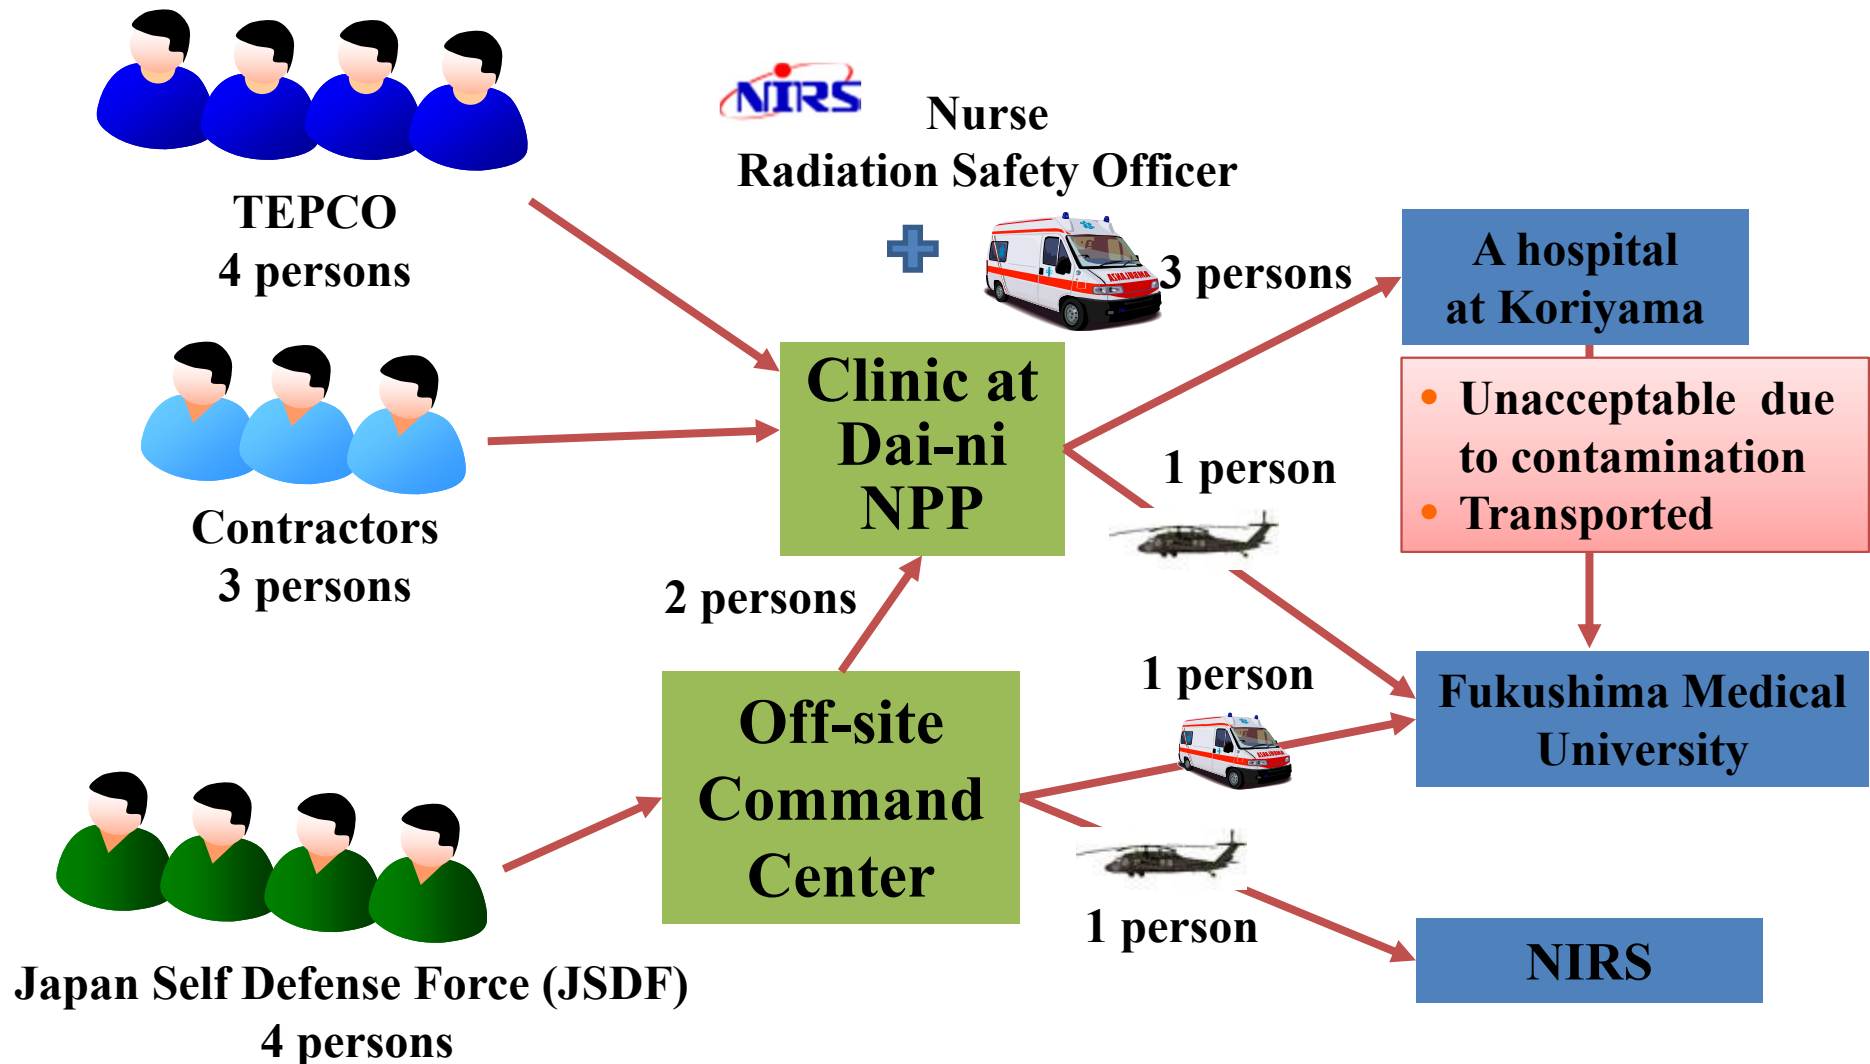 TEPCO
4 persons
Contractors
3 persons
Japan Self Defense Force (JSDF)
4 persons
NIRS
Nurse
Radiation Safety Officer
AMBULANZA
3 persons
Clinic at
Dai-ni
NPP
2 persons
Off-site
Command
Center
1 person
1 person
AMBULANZA
1 person
A hospital
at Koriyama
• Unacceptable due
to contamination
• Transported
Fukushima Medical
University
NIRS